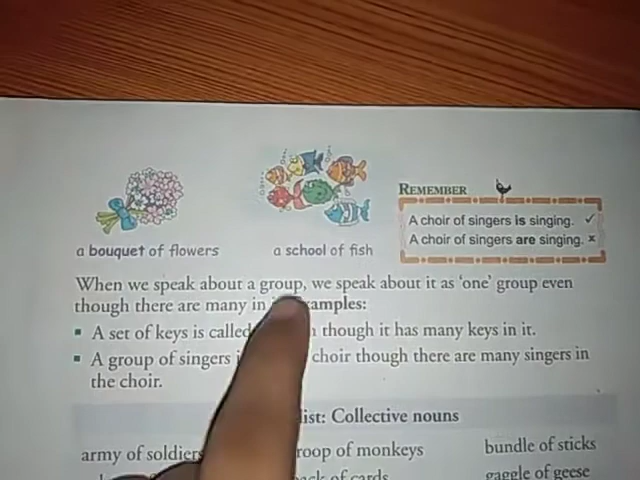 REMEMBER
A choir of singers is singing. ✓
A choir of singers are singing. ×
a bouquet of flowers
a school of fish
When we speak about a group, we speak about it as ‘one’ group even
though there are many in amples:
▪ A set of keys is called though it has many keys in it.
▪ A group of singers choir though there are many singers in
the choir.
ist: Collective nouns
army of soldiers roop of monkeys bundle of sticks
of cards gaggle of geese